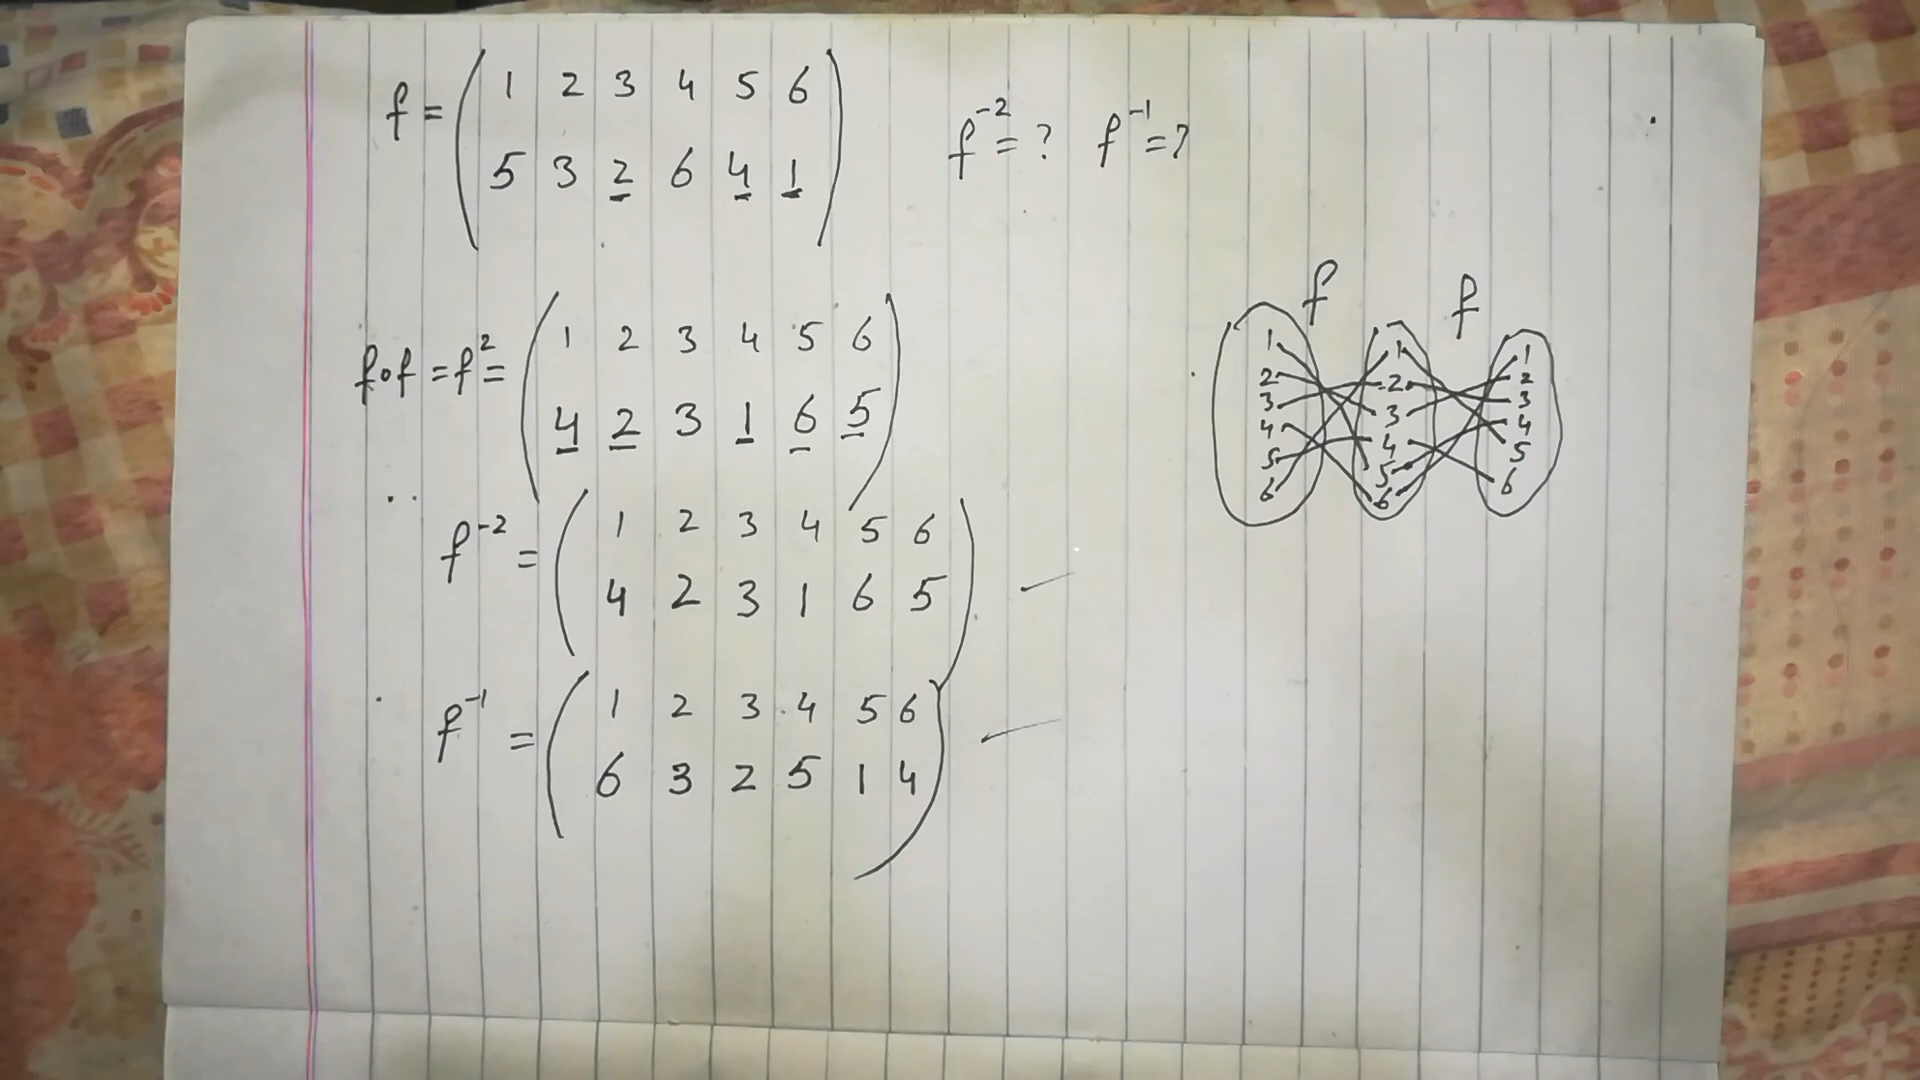 f = ( 1 2 3 4 5 6 )
5 3 2 6 4 1
f⁻² = ? f⁻¹ = ?
fof = f² = ( 1 2 3 4 5 6 )
4 2 3 1 6 5
f⁻² = ( 1 2 3 4 5 6 )
4 2 3 1 6 5
f⁻¹ = ( 1 2 3 4 5 6 )
6 3 2 5 1 4
f f
1 1 1
2 2 2
3 3 3
4 4 4
5 5 5
6 6 6